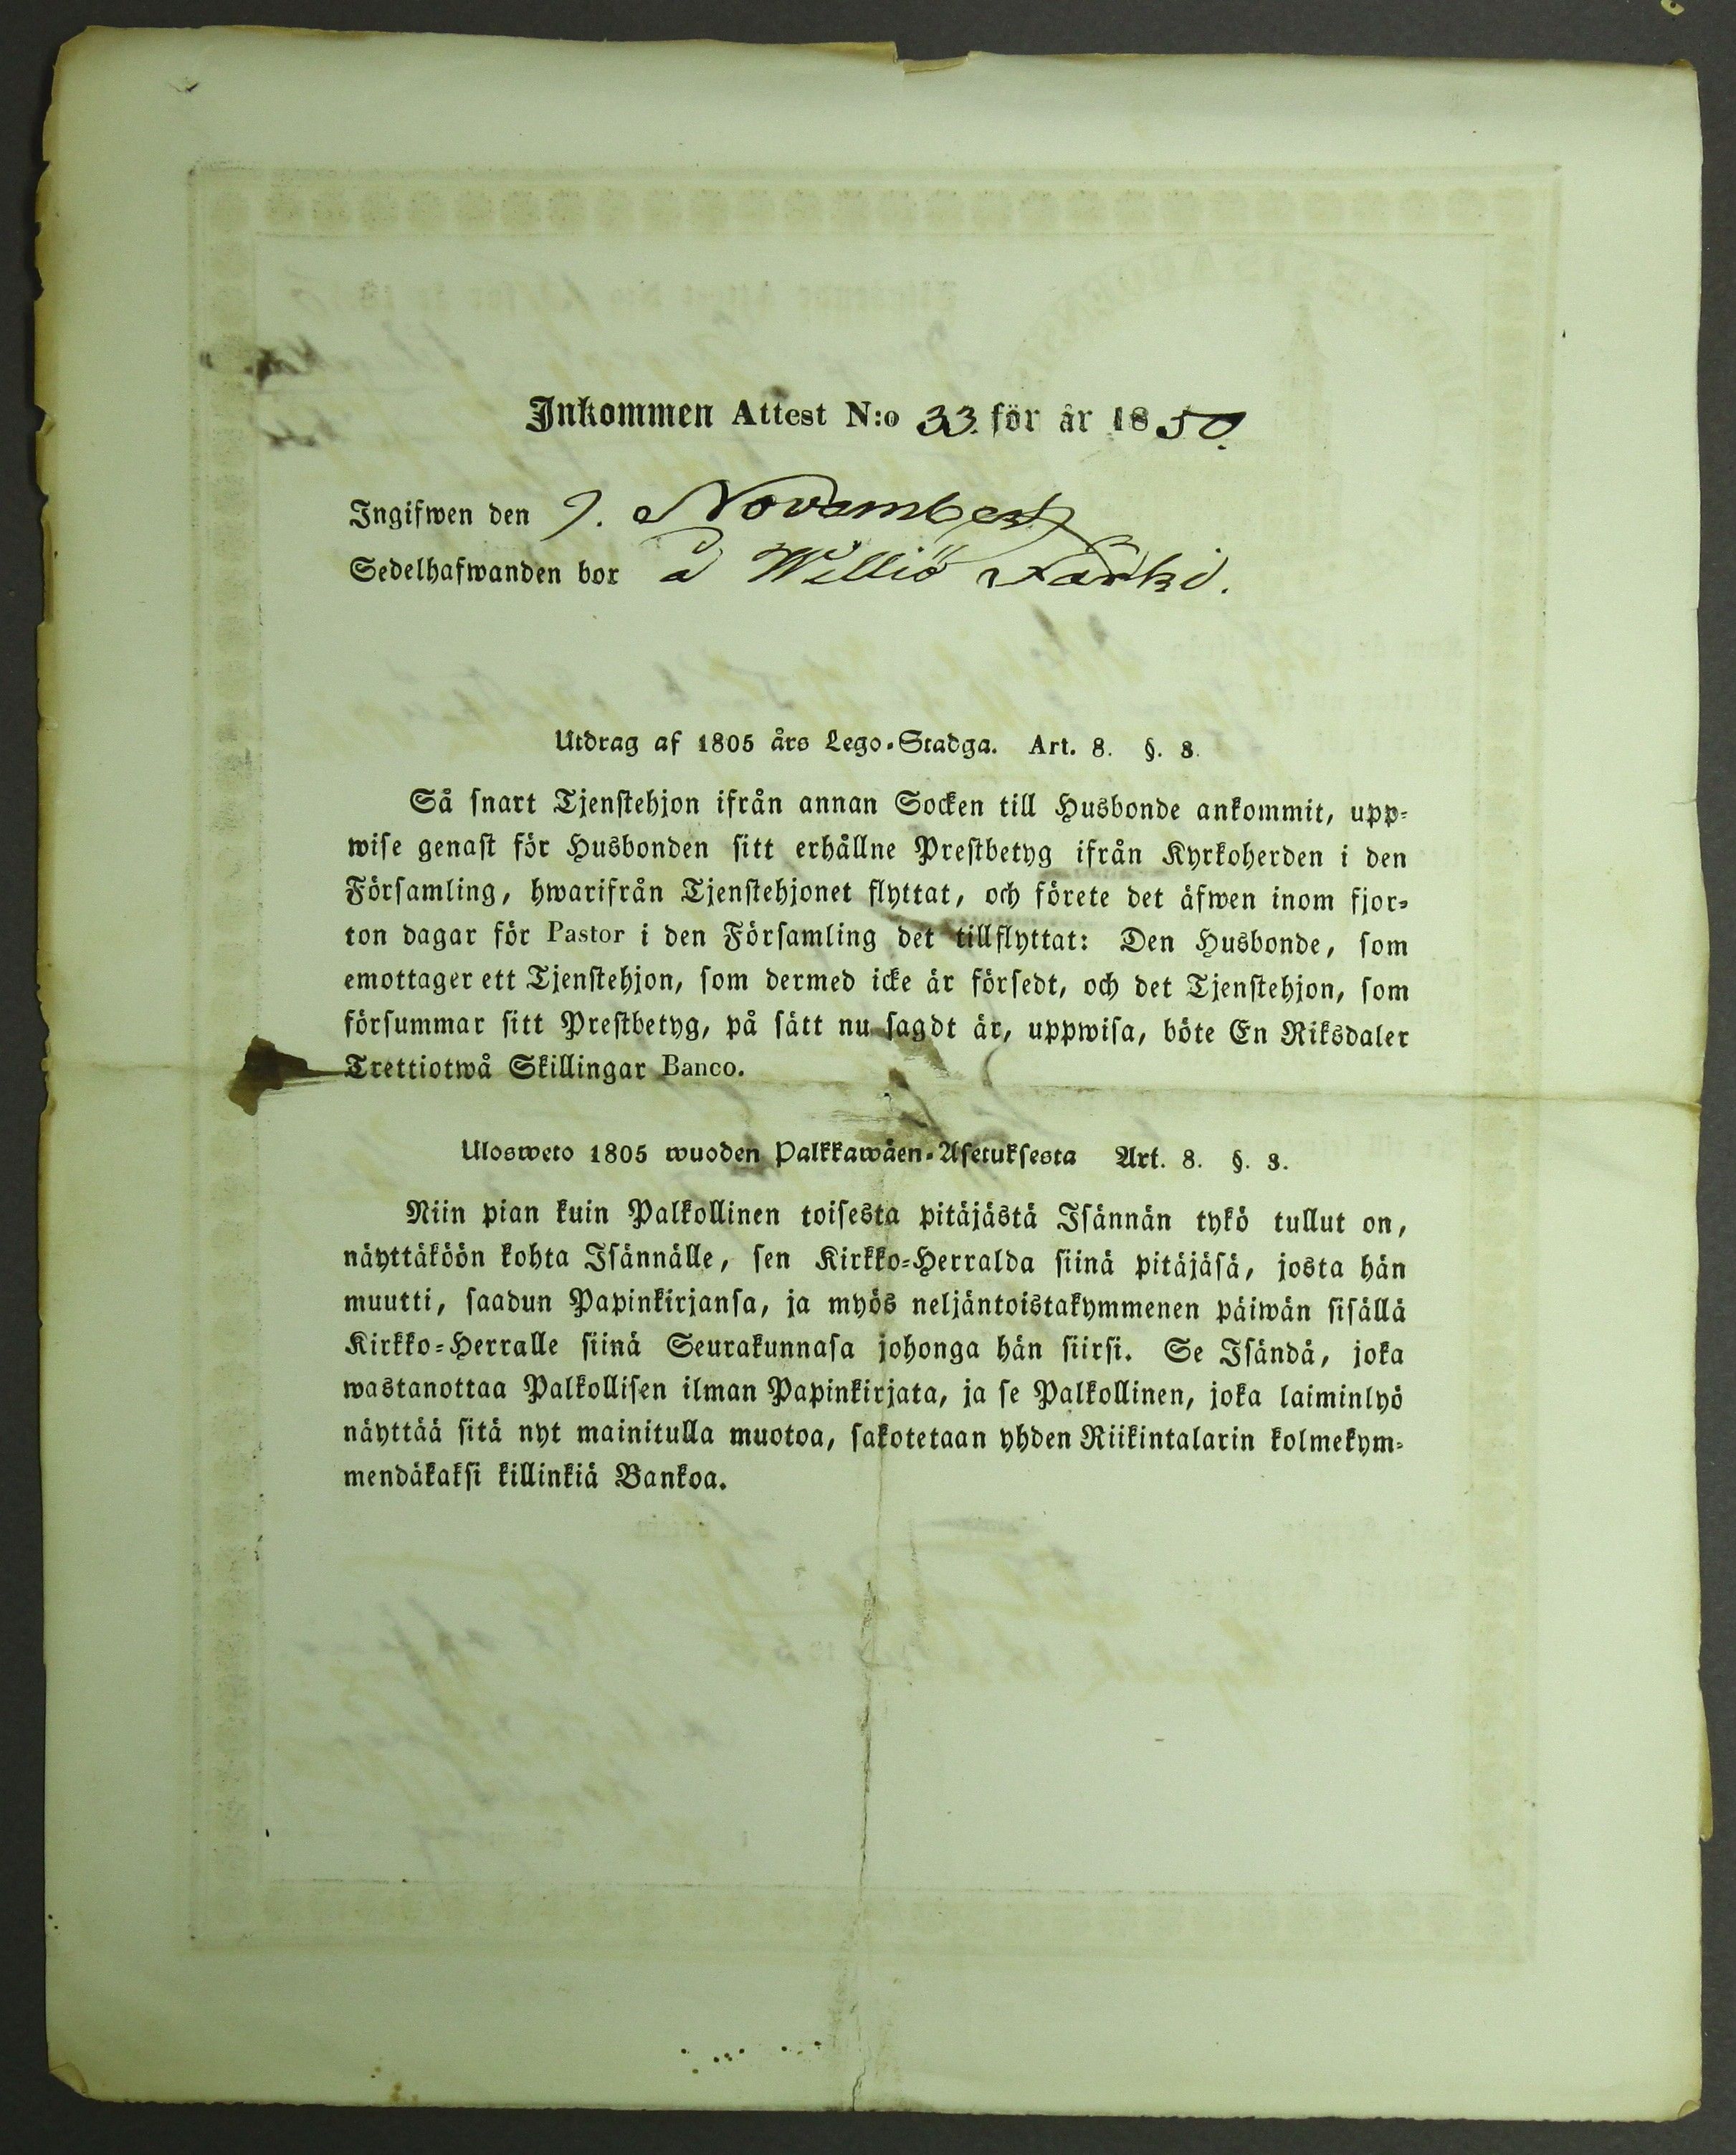 Inkommen Attest N:o 33. för år 1850.
Ingifwen den 9. November
Sedelhafwanden bor å Williö Särki.
Utdrag af 1805 års Lego-Stadga. Art. 8. §. 8.
Så snart Tjenstehjon ifrån annan Socken till Husbonde ankommit, upp-
wise genast för Husbonden sitt erhållne Prestbetyg ifrån Kyrkoherden i den
Församling, hwarifrån Tjenstehjonet flyttat, och förete det äfwen inom fjor-
ton dagar för Pastor i den Församling det tillflyttat: Den Husbonde, som
emottager ett Tjenstehjon, som dermed icke är försedt, och det Tjenstehjon, som
försummar sitt Prestbetyg, på sätt nu sagdt är, uppwisa, böte En Riksdaler
Trettiotwå Skillingar Banco.
Ulosweto 1805 wuoden Palkkawäen-Asetuksesta Art. 8. §. 8.
Niin pian kuin Palkollinen toisesta pitäjästä Isännän tykö tullut on,
näyttäköön kohta Isännälle, sen Kirkko-Herralda siinä pitäjäsä, josta hän
muutti, saadun Papinkirjansa, ja myös neljäntoistakymmenen päiwän sisällä
Kirkko-Herralle siinä Seurakunnasa johonga hän siirsi. Se Isändä, joka
wastanottaa Palkollisen ilman Papinkirjata, ja se Palkollinen, joka laiminlyö
näyttää sitä nyt mainitulla muotoa, sakotetaan yhden Riikintalarin kolmekym-
mendäkaksi killinkiä Bankoa.